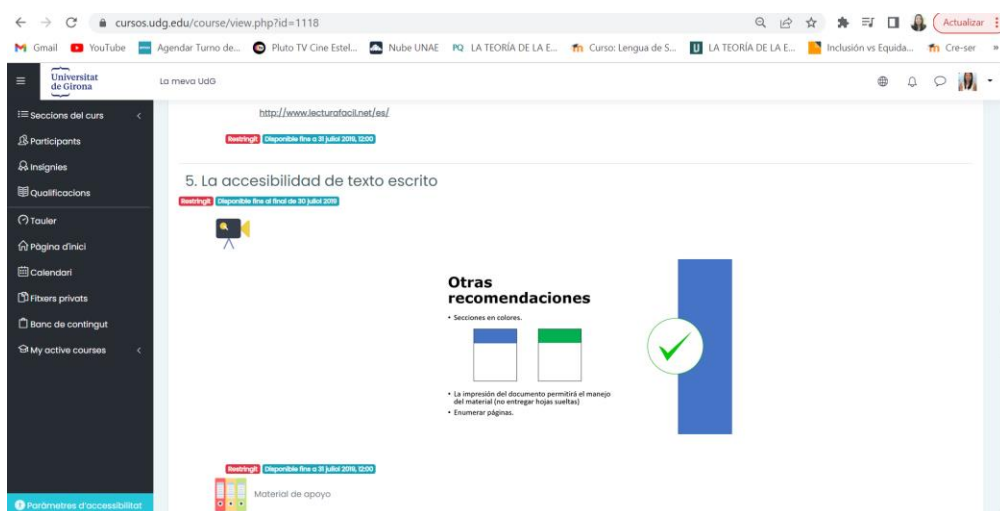 cursos.udg.edu/course/view.php?id=1118
Actualizar
Gmail
YouTube
Agendar Turno de...
Pluto TV Cine Estel...
Nube UNAE
LA TEORÍA DE LA E...
Curso: Lengua de S...
LA TEORÍA DE LA E...
Inclusión vs Equida...
Cre-ser
»
Universitat
de Girona
La meva UdG
Seccions del curs
Participants
Insígnies
Qualificacions
Tauler
Pàgina d'inici
Calendari
Fitxers privats
Banc de contingut
My active courses
Paràmetres d'accessibilitat
http://www.lecturafacil.net/es/
Restringit Disponible fins a 31 juliol 2019, 12:00
5. La accesibilidad de texto escrito
Restringit Disponible fins al final de 30 juliol 2019
Otras
recomendaciones
• Secciones en colores.
• La impresión del documento permitirá el manejo
del material (no entregar hojas sueltas)
• Enumerar páginas.
Restringit Disponible fins a 31 juliol 2019, 12:00
Material de apoyo